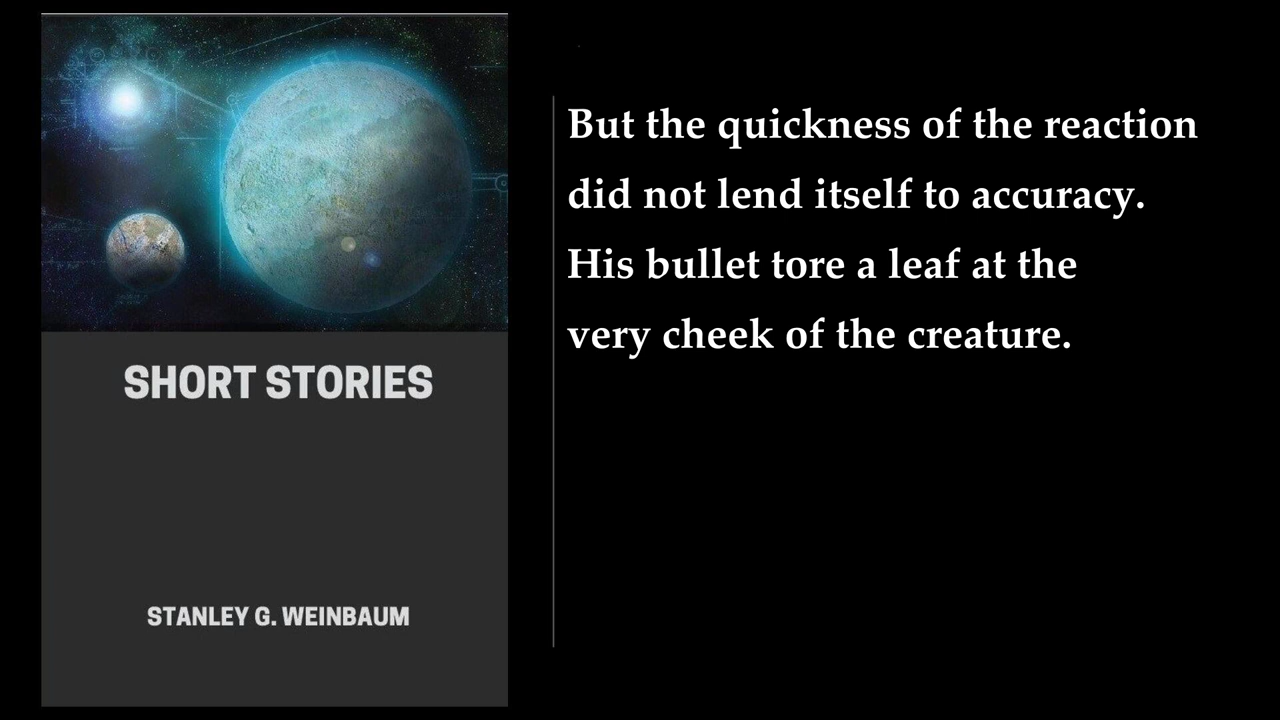 SHORT STORIES
STANLEY G. WEINBAUM
But the quickness of the reaction
did not lend itself to accuracy.
His bullet tore a leaf at the
very cheek of the creature.